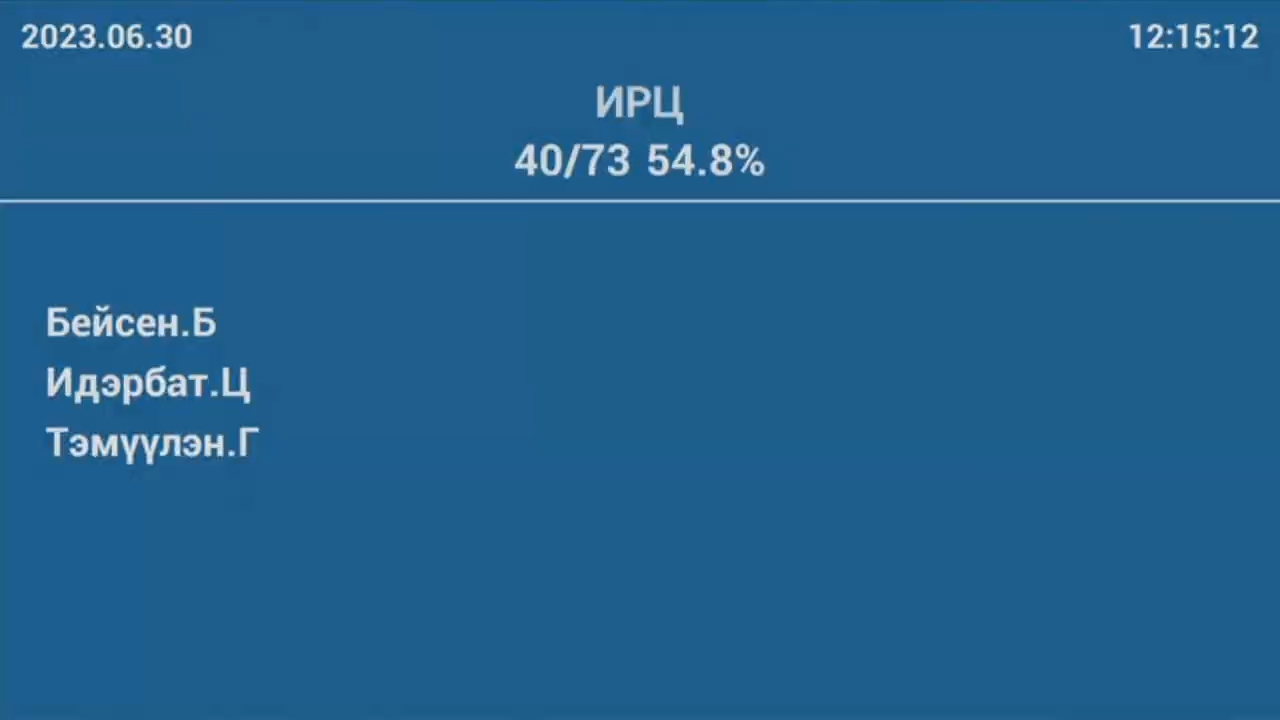 2023.06.30 12:15:12
ИРЦ
40/73 54.8%
Бейсен.Б
Идэрбат.Ц
Тэмүүлэн.Г